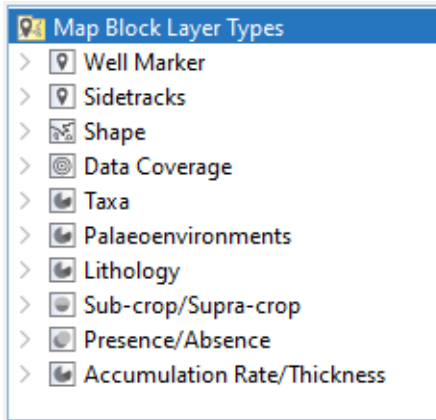 Map Block Layer Types
Well Marker
Sidetracks
Shape
Data Coverage
Taxa
Palaeoenvironments
Lithology
Sub-crop/Supra-crop
Presence/Absence
Accumulation Rate/Thickness